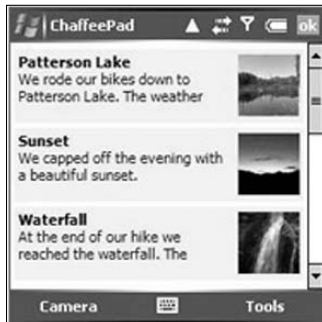 ChaffeePad
ok
Patterson Lake
We rode our bikes down to
Patterson Lake. The weather
Sunset
We capped off the evening with
a beautiful sunset.
Waterfall
At the end of our hike we
reached the waterfall. The
Camera
Tools